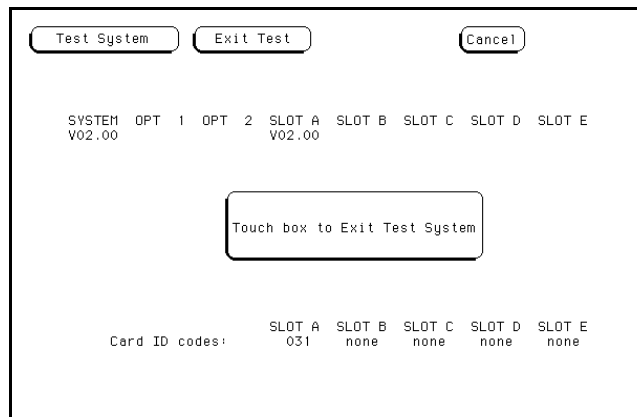 Test System Exit Test Cancel
SYSTEM OPT 1 OPT 2 SLOT A SLOT B SLOT C SLOT D SLOT E
V02.00 V02.00
Touch box to Exit Test System
SLOT A SLOT B SLOT C SLOT D SLOT E
Card ID codes: 031 none none none none